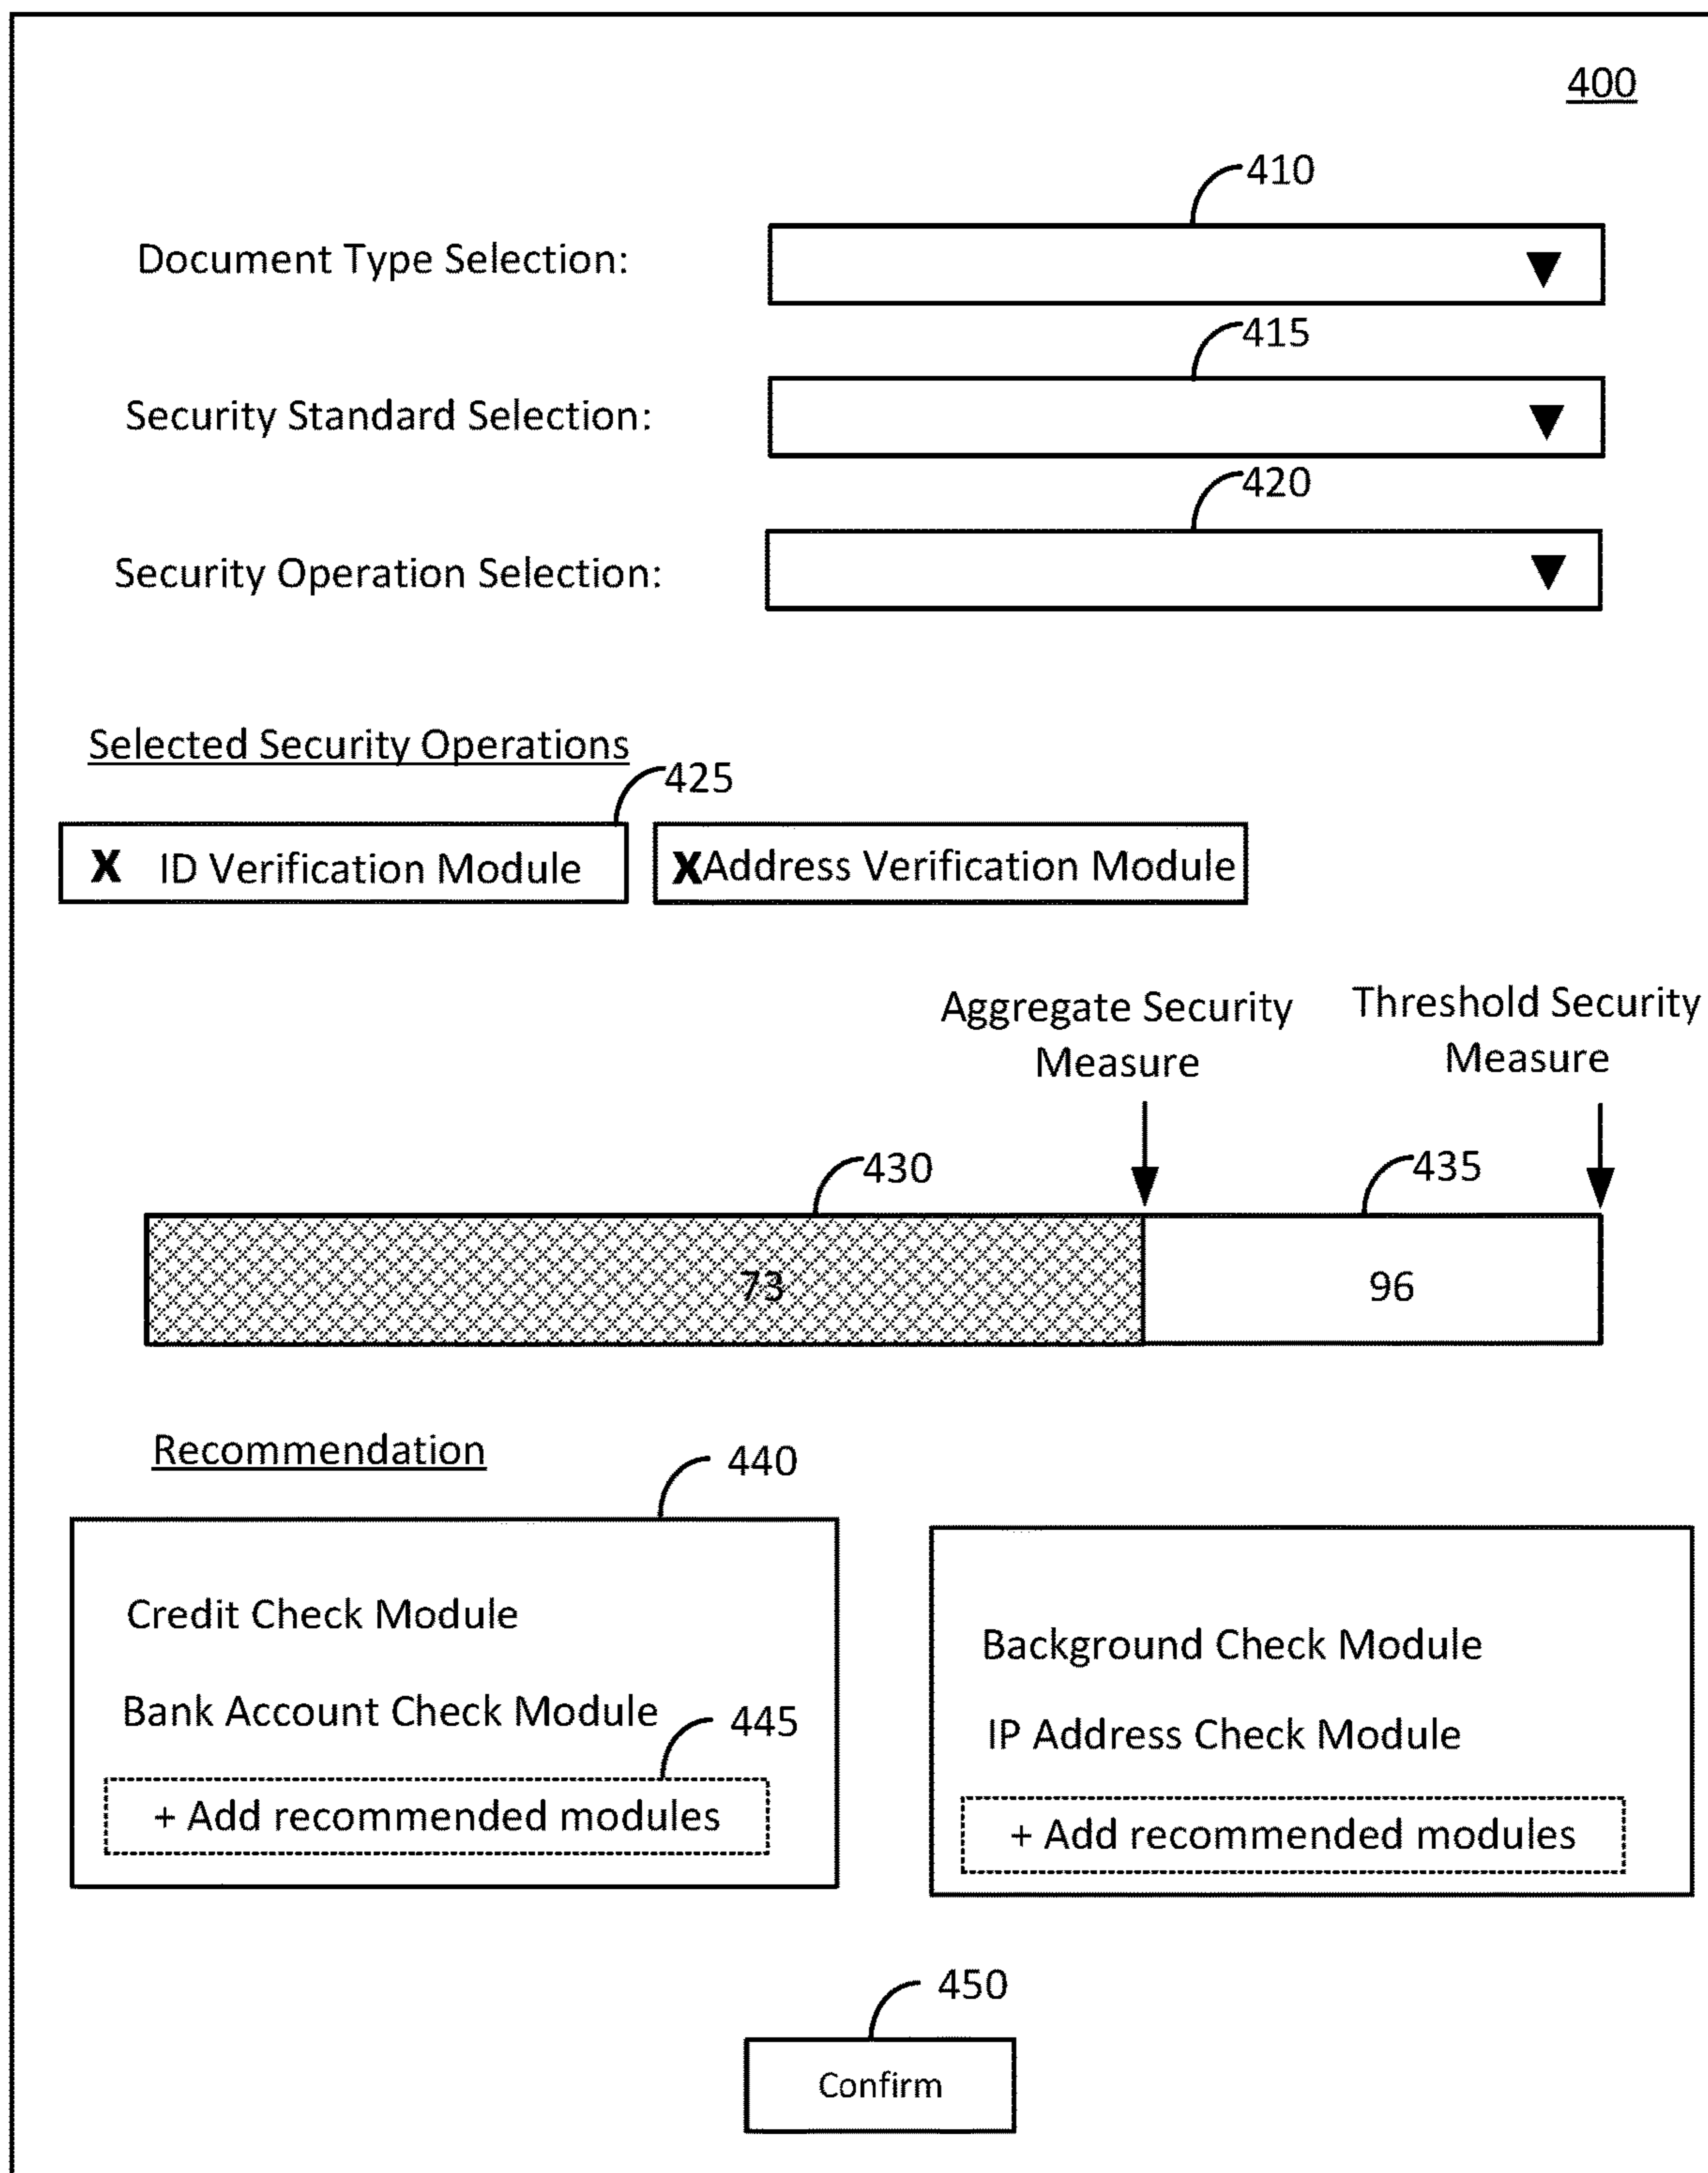 400
410
Document Type Selection: ▼
415
Security Standard Selection: ▼
420
Security Operation Selection: ▼
Selected Security Operations
425
X ID Verification Module
X Address Verification Module
Aggregate Security
Measure
Threshold Security
Measure
430
435
73
96
Recommendation
440
Credit Check Module
Bank Account Check Module
445
+ Add recommended modules
Background Check Module
IP Address Check Module
+ Add recommended modules
450
Confirm